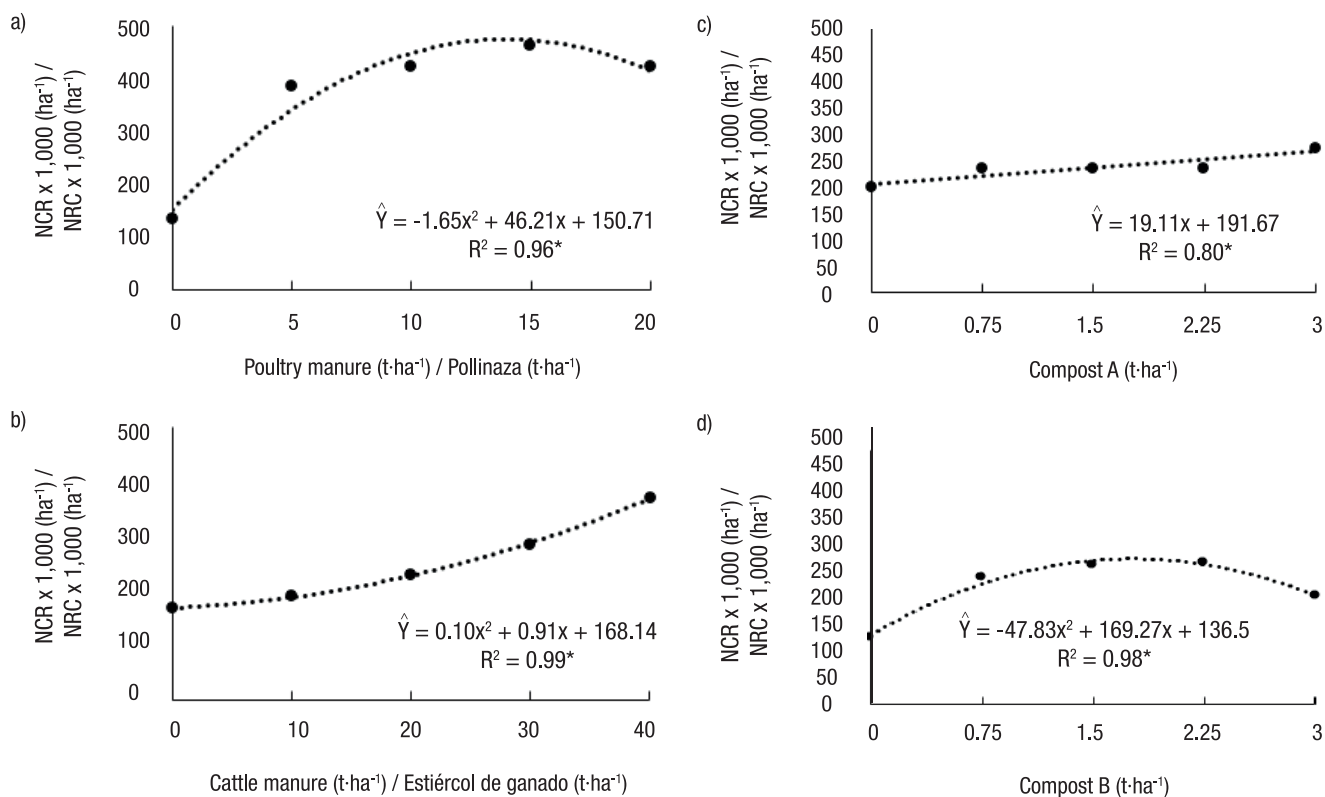 a)
NCR x 1,000 (ha⁻¹) /
NRC x 1,000 (ha⁻¹)
500
400
300
200
100
0
Ŷ = -1.65x² + 46.21x + 150.71
R² = 0.96*
0 5 10 15 20
Poultry manure (t·ha⁻¹) / Pollinaza (t·ha⁻¹)
b)
NCR x 1,000 (ha⁻¹) /
NRC x 1,000 (ha⁻¹)
500
400
300
200
100
0
Ŷ = 0.10x² + 0.91x + 168.14
R² = 0.99*
0 10 20 30 40
Cattle manure (t·ha⁻¹) / Estiércol de ganado (t·ha⁻¹)
c)
NCR x 1,000 (ha⁻¹) /
NRC x 1,000 (ha⁻¹)
500
450
400
350
300
250
200
150
100
50
0
Ŷ = 19.11x + 191.67
R² = 0.80*
0 0.75 1.5 2.25 3
Compost A (t·ha⁻¹)
d)
NCR x 1,000 (ha⁻¹) /
NRC x 1,000 (ha⁻¹)
500
450
400
350
300
250
200
150
100
50
0
Ŷ = -47.83x² + 169.27x + 136.5
R² = 0.98*
0 0.75 1.5 2.25 3
Compost B (t·ha⁻¹)